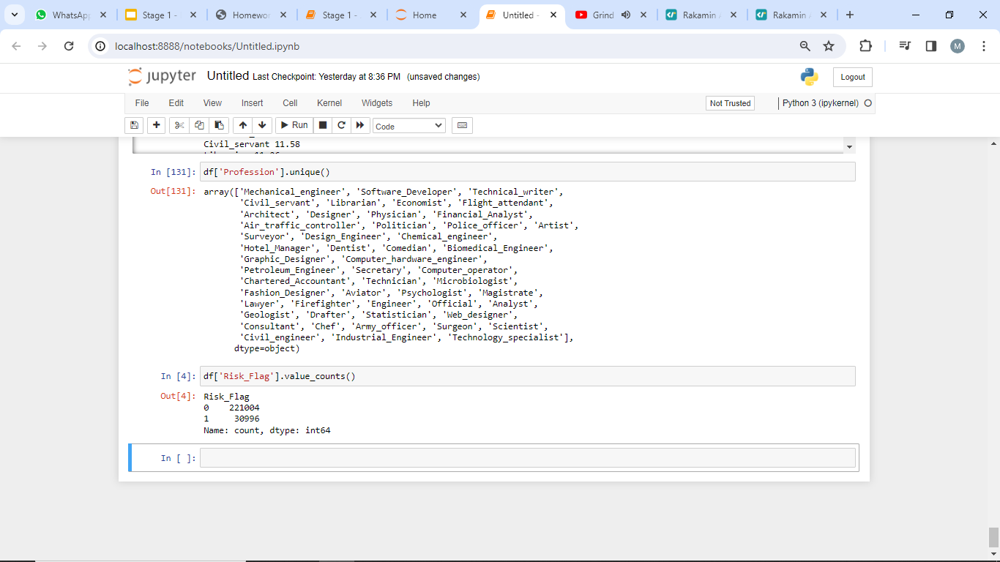 WhatsApp
Stage 1 -
Homewor
Stage 1 -
Home
Untitled -
Grind
Rakamin
Rakamin
localhost:8888/notebooks/Untitled.ipynb
M
jupyter Untitled Last Checkpoint: Yesterday at 8:36 PM (unsaved changes)
Logout
File Edit View Insert Cell Kernel Widgets Help
Not Trusted
Python 3 (ipykernel)
Run
Code
Civil_servant 11.58
In [131]: df['Profession'].unique()
Out[131]: array(['Mechanical_engineer', 'Software_Developer', 'Technical_writer',
'Civil_servant', 'Librarian', 'Economist', 'Flight_attendant',
'Architect', 'Designer', 'Physician', 'Financial_Analyst',
'Air_traffic_controller', 'Politician', 'Police_officer', 'Artist',
'Surveyor', 'Design_Engineer', 'Chemical_engineer',
'Hotel_Manager', 'Dentist', 'Comedian', 'Biomedical_Engineer',
'Graphic_Designer', 'Computer_hardware_engineer',
'Petroleum_Engineer', 'Secretary', 'Computer_operator',
'Chartered_Accountant', 'Technician', 'Microbiologist',
'Fashion_Designer', 'Aviator', 'Psychologist', 'Magistrate',
'Lawyer', 'Firefighter', 'Engineer', 'Official', 'Analyst',
'Geologist', 'Drafter', 'Statistician', 'Web_designer',
'Consultant', 'Chef', 'Army_officer', 'Surgeon', 'Scientist',
'Civil_engineer', 'Industrial_Engineer', 'Technology_specialist'],
dtype=object)
In [4]: df['Risk_Flag'].value_counts()
Out[4]: Risk_Flag
0 221004
1 30996
Name: count, dtype: int64
In [ ]: